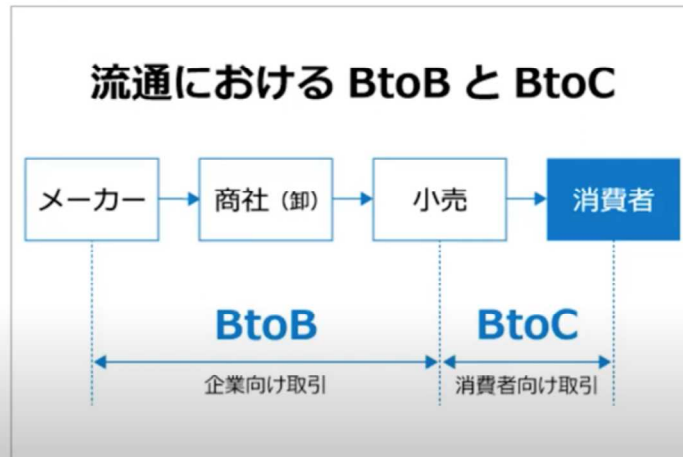 流通における BtoB と BtoC
メーカー
商社（卸）
小売
消費者
BtoB
BtoC
企業向け取引
消費者向け取引